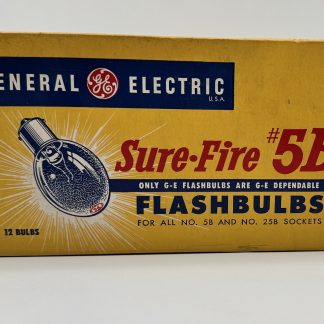 ENERAL GE ELECTRIC
U.S.A.
Sure-Fire #5B
ONLY G-E FLASHBULBS ARE G-E DEPENDABLE
FLASHBULBS
FOR ALL NO. 5B AND NO. 25B SOCKETS
12 BULBS